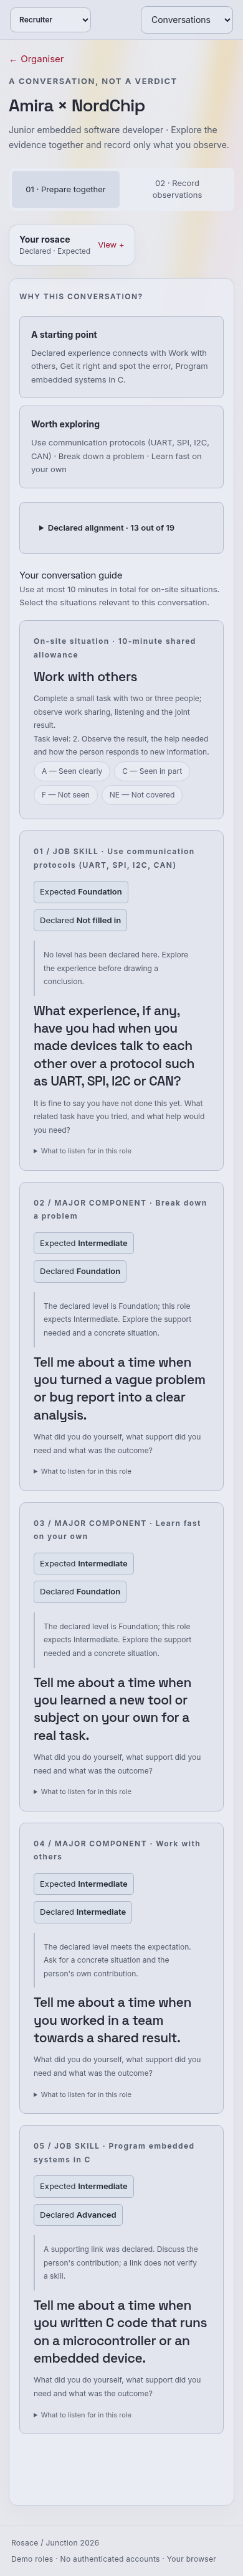 Recruiter
Conversations
← Organiser
A CONVERSATION, NOT A VERDICT
Amira × NordChip
Junior embedded software developer · Explore the
evidence together and record only what you observe.
01 · Prepare together
02 · Record
observations
Your rosace
Declared · Expected
View +
WHY THIS CONVERSATION?
A starting point
Declared experience connects with Work with
others, Get it right and spot the error, Program
embedded systems in C.
Worth exploring
Use communication protocols (UART, SPI, I2C,
CAN) · Break down a problem · Learn fast on
your own
▶ Declared alignment · 13 out of 19
Your conversation guide
Use at most 10 minutes in total for on-site situations.
Select the situations relevant to this conversation.
On-site situation · 10-minute shared
allowance
Work with others
Complete a small task with two or three people;
observe work sharing, listening and the joint
result.
Task level: 2. Observe the result, the help needed
and how the person responds to new information.
A — Seen clearly
C — Seen in part
F — Not seen
NE — Not covered
01 / JOB SKILL · Use communication
protocols (UART, SPI, I2C, CAN)
Expected Foundation
Declared Not filled in
No level has been declared here. Explore
the experience before drawing a
conclusion.
What experience, if any,
have you had when you
made devices talk to each
other over a protocol such
as UART, SPI, I2C or CAN?
It is fine to say you have not done this yet. What
related task have you tried, and what help would
you need?
▶ What to listen for in this role
02 / MAJOR COMPONENT · Break down
a problem
Expected Intermediate
Declared Foundation
The declared level is Foundation; this role
expects Intermediate. Explore the support
needed and a concrete situation.
Tell me about a time when
you turned a vague problem
or bug report into a clear
analysis.
What did you do yourself, what support did you
need and what was the outcome?
▶ What to listen for in this role
03 / MAJOR COMPONENT · Learn fast
on your own
Expected Intermediate
Declared Foundation
The declared level is Foundation; this role
expects Intermediate. Explore the support
needed and a concrete situation.
Tell me about a time when
you learned a new tool or
subject on your own for a
real task.
What did you do yourself, what support did you
need and what was the outcome?
▶ What to listen for in this role
04 / MAJOR COMPONENT · Work with
others
Expected Intermediate
Declared Intermediate
The declared level meets the expectation.
Ask for a concrete situation and the
person's own contribution.
Tell me about a time when
you worked in a team
towards a shared result.
What did you do yourself, what support did you
need and what was the outcome?
▶ What to listen for in this role
05 / JOB SKILL · Program embedded
systems in C
Expected Intermediate
Declared Advanced
A supporting link was declared. Discuss the
person's contribution; a link does not verify
a skill.
Tell me about a time when
you written C code that runs
on a microcontroller or an
embedded device.
What did you do yourself, what support did you
need and what was the outcome?
▶ What to listen for in this role
Rosace / Junction 2026
Demo roles · No authenticated accounts · Your browser